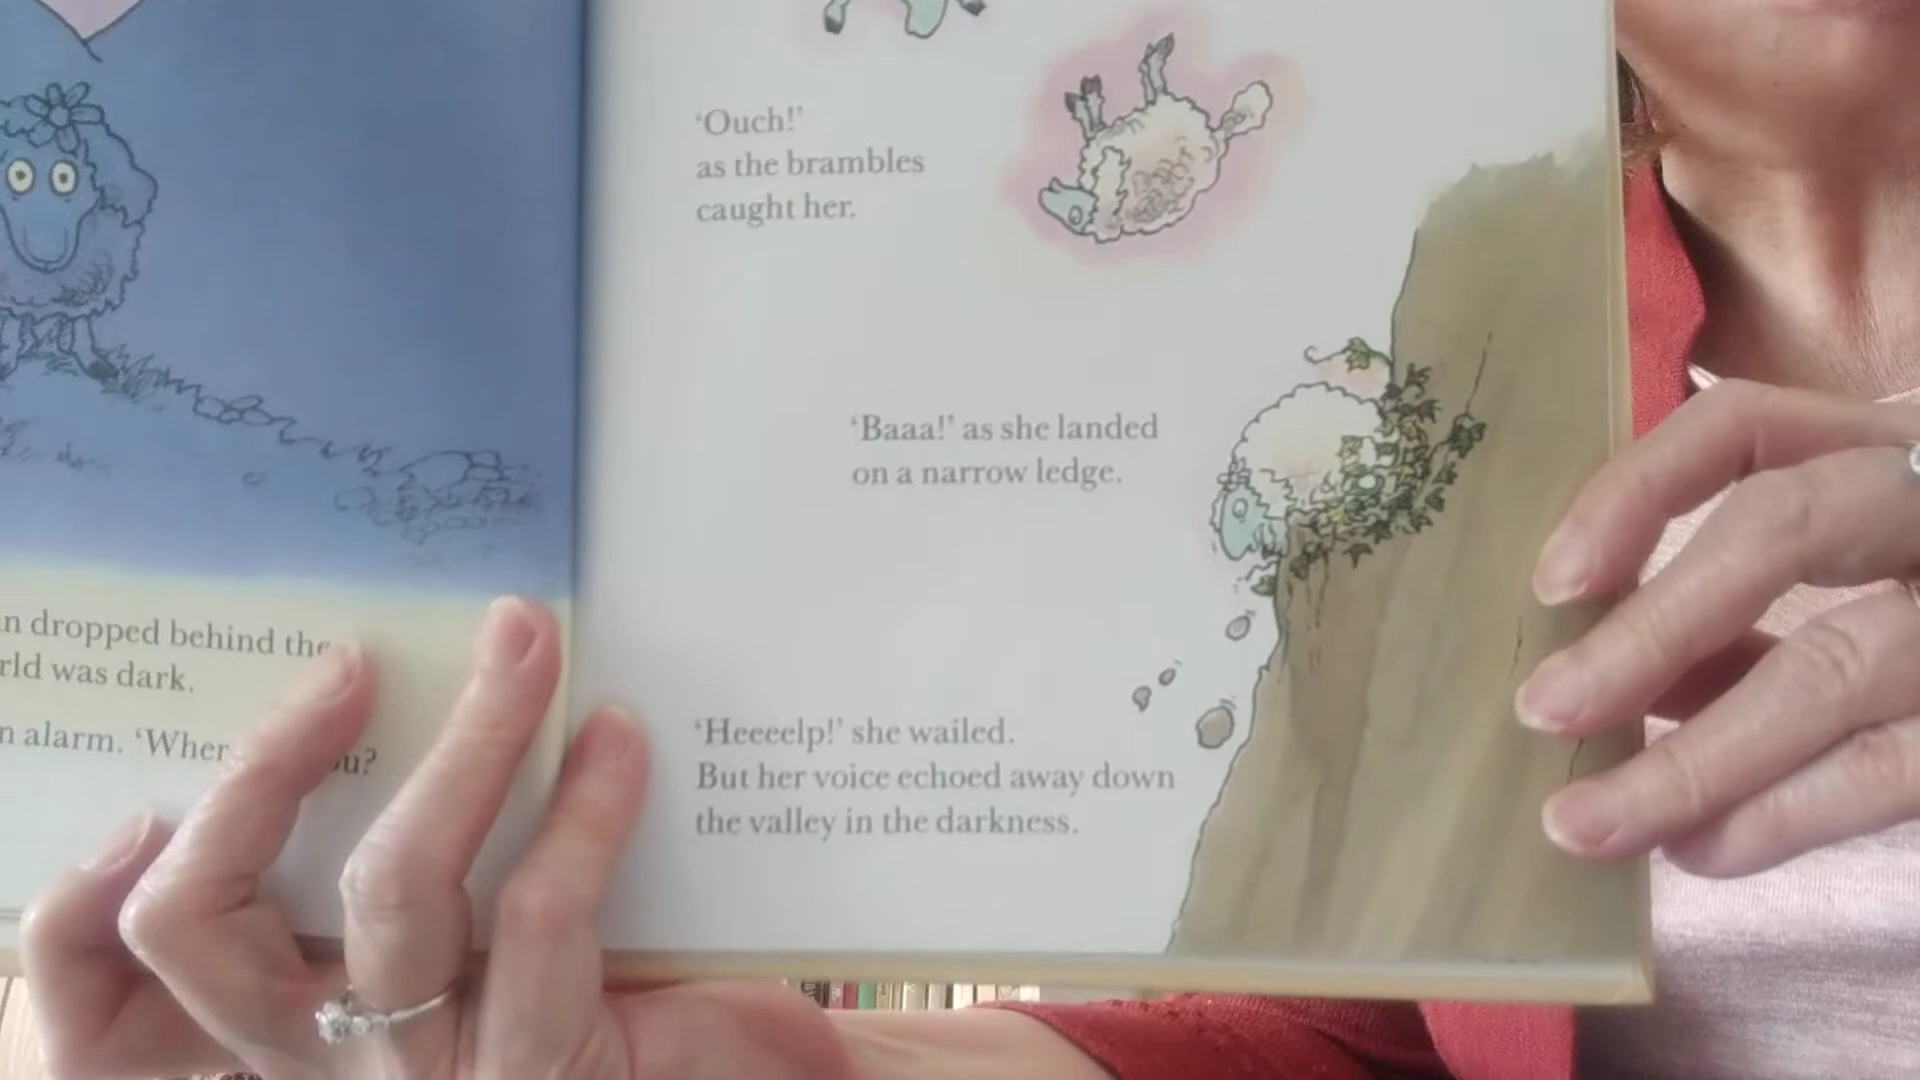 n dropped behind the
rld was dark.
n alarm. 'Wher ou?
'Ouch!'
as the brambles
caught her.
'Baaa!' as she landed
on a narrow ledge.
'Heeeelp!' she wailed.
But her voice echoed away down
the valley in the darkness.